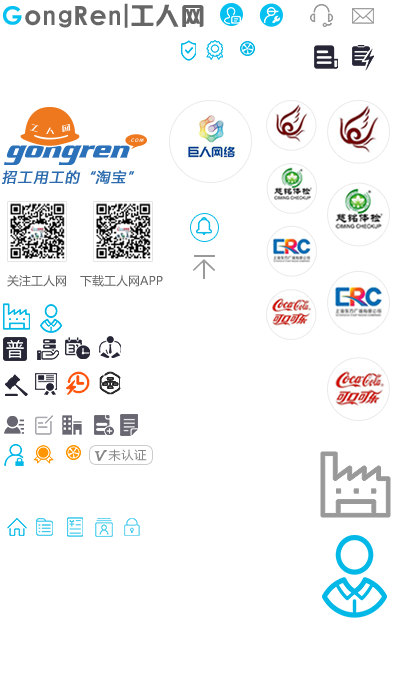 GongRen|工人网
工人网
gongren.com
招工用工的“淘宝”
关注工人网
下载工人网APP
巨人网络
慈铭体检
CIMING CHECKUP
ERC
Coca-Cola
可口可乐
慈铭体检
CIMING CHECKUP
ERC
Coca-Cola
可口可乐
普
V未认证